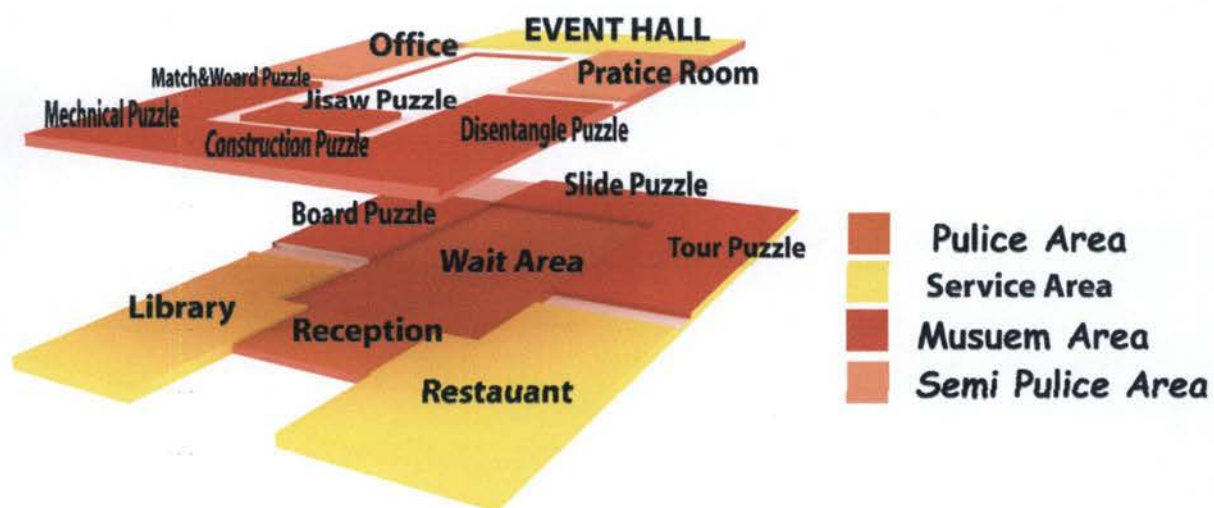 EVENT HALL
Office
Pratice Room
Match&Woard Puzzle
Jisaw Puzzle
Mechnical Puzzle
Disentangle Puzzle
Construction Puzzle
Slide Puzzle
Board Puzzle
Wait Area
Tour Puzzle
Library
Reception
Restauant
Pulice Area
Service Area
Musuem Area
Semi Pulice Area